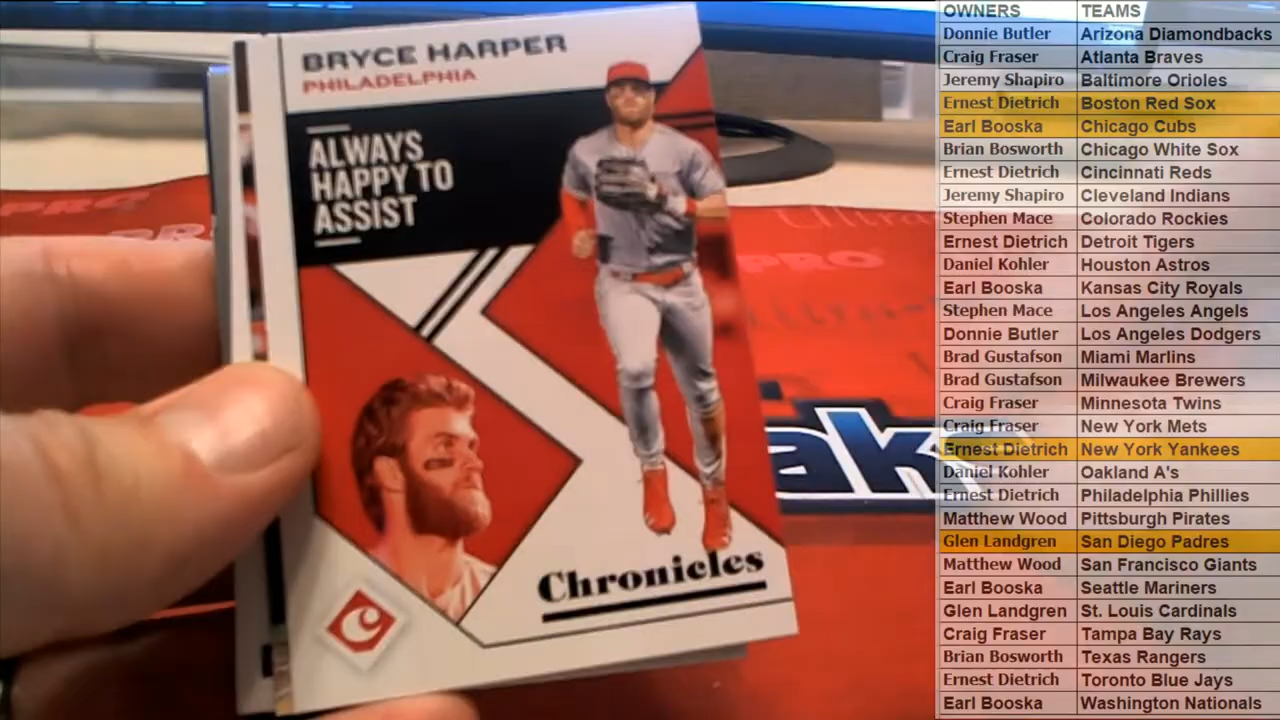 BRYCE HARPER
PHILADELPHIA
ALWAYS
HAPPY TO
ASSIST
Chronicles
PRO
PRO
Ultra
PRO
ak
OWNERS TEAMS
Donnie Butler Arizona Diamondbacks
Craig Fraser Atlanta Braves
Jeremy Shapiro Baltimore Orioles
Ernest Dietrich Boston Red Sox
Earl Booska Chicago Cubs
Brian Bosworth Chicago White Sox
Ernest Dietrich Cincinnati Reds
Jeremy Shapiro Cleveland Indians
Stephen Mace Colorado Rockies
Ernest Dietrich Detroit Tigers
Daniel Kohler Houston Astros
Earl Booska Kansas City Royals
Stephen Mace Los Angeles Angels
Donnie Butler Los Angeles Dodgers
Brad Gustafson Miami Marlins
Brad Gustafson Milwaukee Brewers
Craig Fraser Minnesota Twins
Craig Fraser New York Mets
Ernest Dietrich New York Yankees
Daniel Kohler Oakland A's
Ernest Dietrich Philadelphia Phillies
Matthew Wood Pittsburgh Pirates
Glen Landgren San Diego Padres
Matthew Wood San Francisco Giants
Earl Booska Seattle Mariners
Glen Landgren St. Louis Cardinals
Craig Fraser Tampa Bay Rays
Brian Bosworth Texas Rangers
Ernest Dietrich Toronto Blue Jays
Earl Booska Washington Nationals